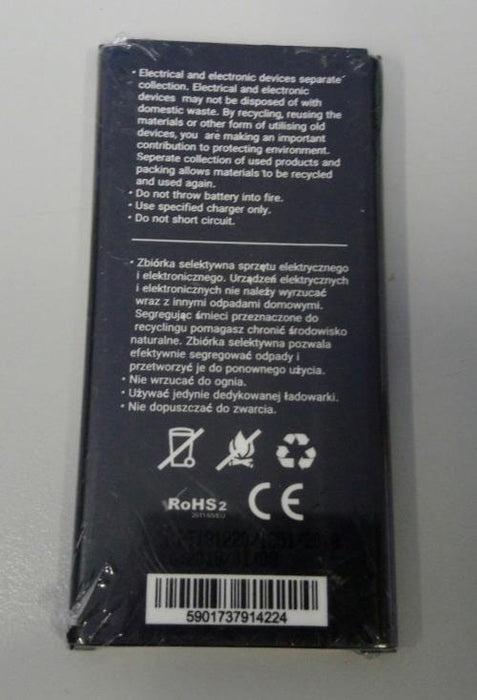 • Electrical and electronic devices separate
collection. Electrical and electronic
devices may not be disposed of with
domestic waste. By recycling, reusing the
materials or other form of utilising old
devices, you are making an important
contribution to protecting environment.
Seperate collection of used products and
packing allows materials to be recycled
and used again.
• Do not throw battery into fire.
• Use specified charger only.
• Do not short circuit.
• Zbiórka selektywna sprzętu elektrycznego
i elektronicznego. Urządzeń elektrycznych
i elektronicznych nie należy wyrzucać
wraz z innymi odpadami domowymi.
Segregując śmieci przeznaczone do
recyclingu pomagasz chronić środowisko
naturalne. Zbiórka selektywna pozwala
efektywnie segregować odpady i
przetworzyć je do ponownego użycia.
• Nie wrzucać do ognia.
• Używać jedynie dedykowanej ładowarki.
• Nie dopuszczać do zwarcia.
RoHS2 CE
5901737914224